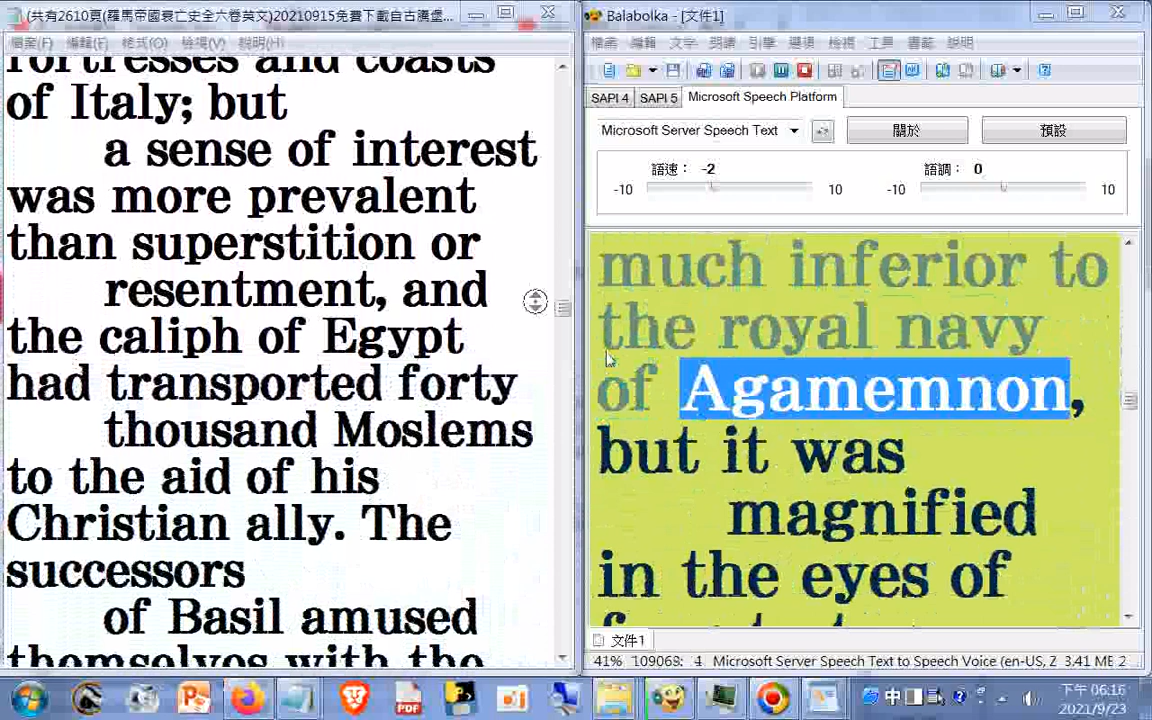 (共有2610頁(羅馬帝國衰亡史全六卷英文)20210915免費下載自古騰堡...
檔案(F) 編輯(E) 格式(O) 檢視(V) 說明(H)
fortresses and coasts
of Italy; but
a sense of interest
was more prevalent
than superstition or
resentment, and
the caliph of Egypt
had transported forty
thousand Moslems
to the aid of his
Christian ally. The
successors
of Basil amused
themselves with the
Balabolka - [文件1]
檔案 編輯 文字 朗讀 引擎 選項 檢視 工具 書籤 說明
SAPI 4 SAPI 5 Microsoft Speech Platform
Microsoft Server Speech Text 關於 預設
語速: -2 語調: 0
-10 10 -10 10
much inferior to
the royal navy
of Agamemnon,
but it was
magnified
in the eyes of
文件1
41% 109068: 4 Microsoft Server Speech Text to Speech Voice (en-US, Z 3.41 ME 2
PDF
中
下午 06:16
2021/9/23